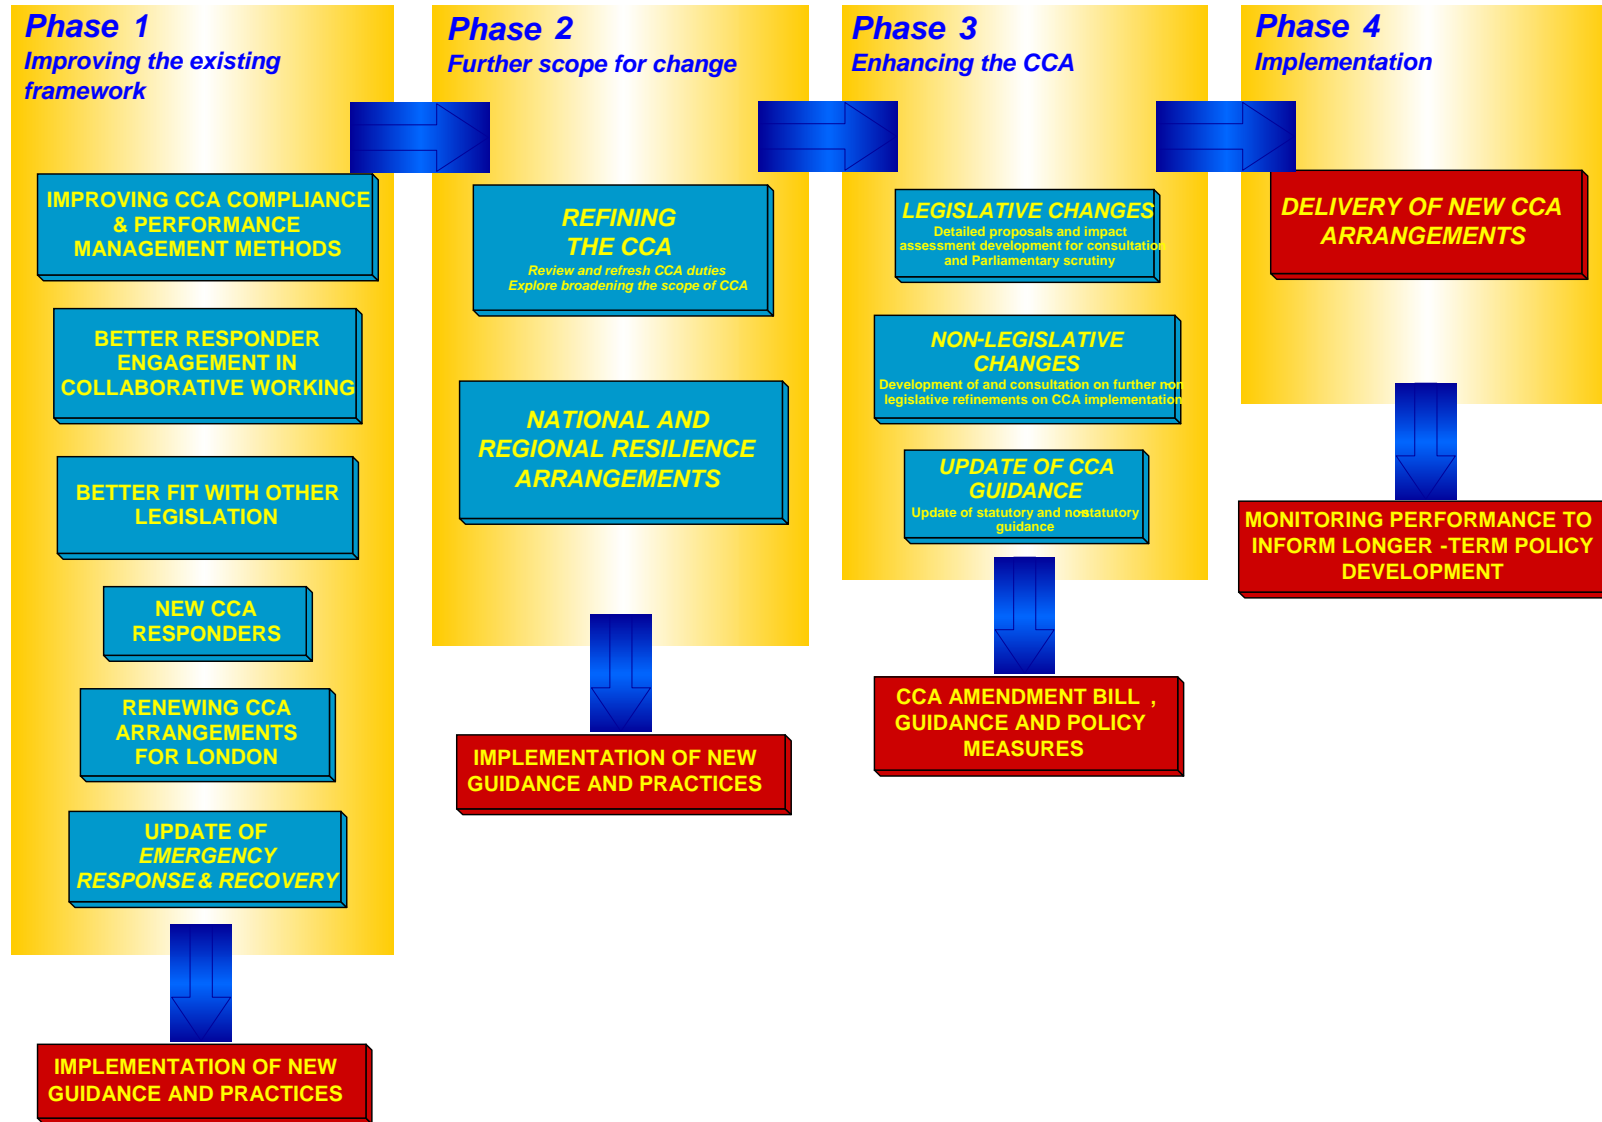 Phase 1
Improving the existing
framework
IMPROVING CCA COMPLIANCE
& PERFORMANCE
MANAGEMENT METHODS
BETTER RESPONDER
ENGAGEMENT IN
COLLABORATIVE WORKING
BETTER FIT WITH OTHER
LEGISLATION
NEW CCA
RESPONDERS
RENEWING CCA
ARRANGEMENTS
FOR LONDON
UPDATE OF
EMERGENCY
RESPONSE & RECOVERY
IMPLEMENTATION OF NEW
GUIDANCE AND PRACTICES
Phase 2
Further scope for change
REFINING
THE CCA
Review and refresh CCA duties
Explore broadening the scope of CCA
NATIONAL AND
REGIONAL RESILIENCE
ARRANGEMENTS
IMPLEMENTATION OF NEW
GUIDANCE AND PRACTICES
Phase 3
Enhancing the CCA
LEGISLATIVE CHANGES
Detailed proposals and impact
assessment development for consultation
and Parliamentary scrutiny
NON-LEGISLATIVE
CHANGES
Development of and consultation on further non-
legislative refinements on CCA implementation
UPDATE OF CCA
GUIDANCE
Update of statutory and non-statutory
guidance
CCA AMENDMENT BILL ,
GUIDANCE AND POLICY
MEASURES
Phase 4
Implementation
DELIVERY OF NEW CCA
ARRANGEMENTS
MONITORING PERFORMANCE TO
INFORM LONGER -TERM POLICY
DEVELOPMENT